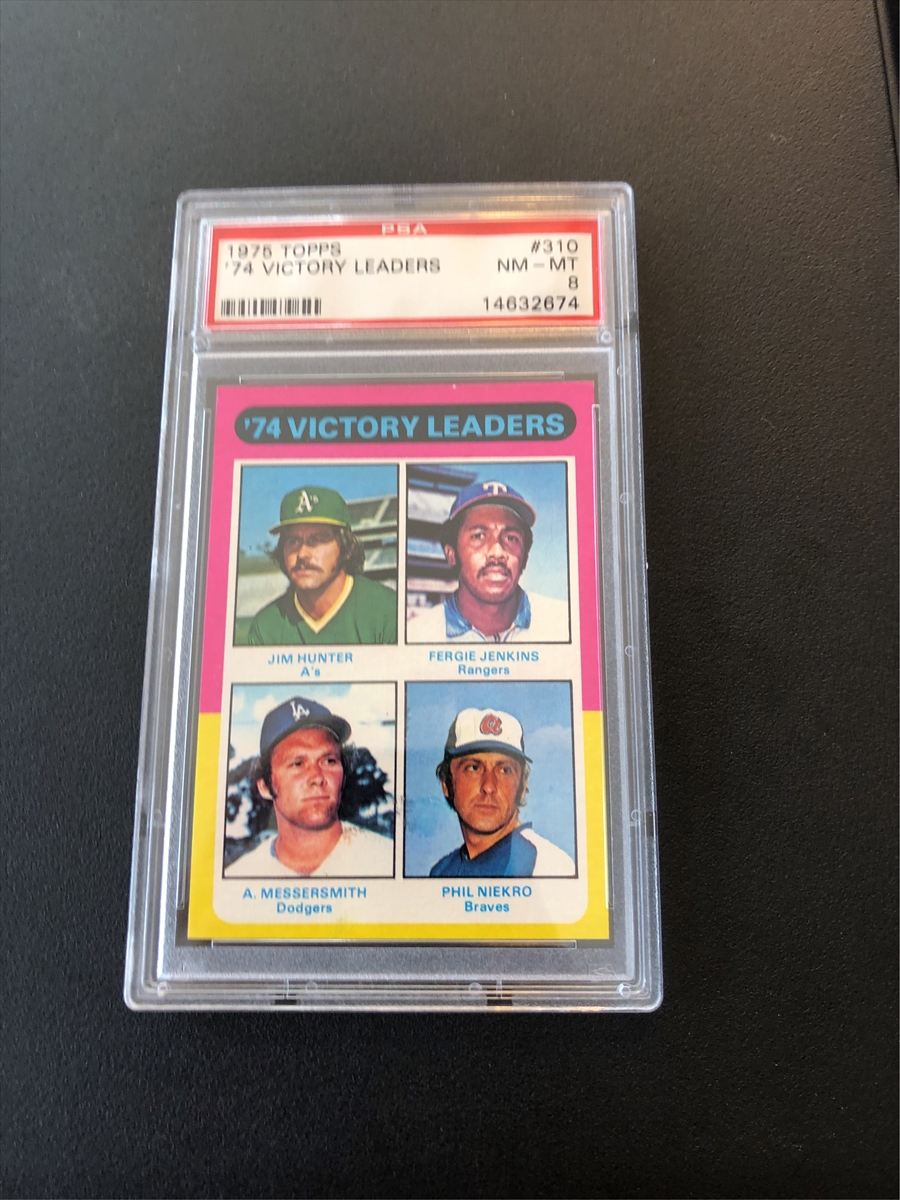 PSA
1975 TOPPS #310
'74 VICTORY LEADERS NM - MT
8
14632674
'74 VICTORY LEADERS
A's
T
JIM HUNTER
A's
FERGIE JENKINS
Rangers
LA
a
A. MESSERSMITH
Dodgers
PHIL NIEKRO
Braves